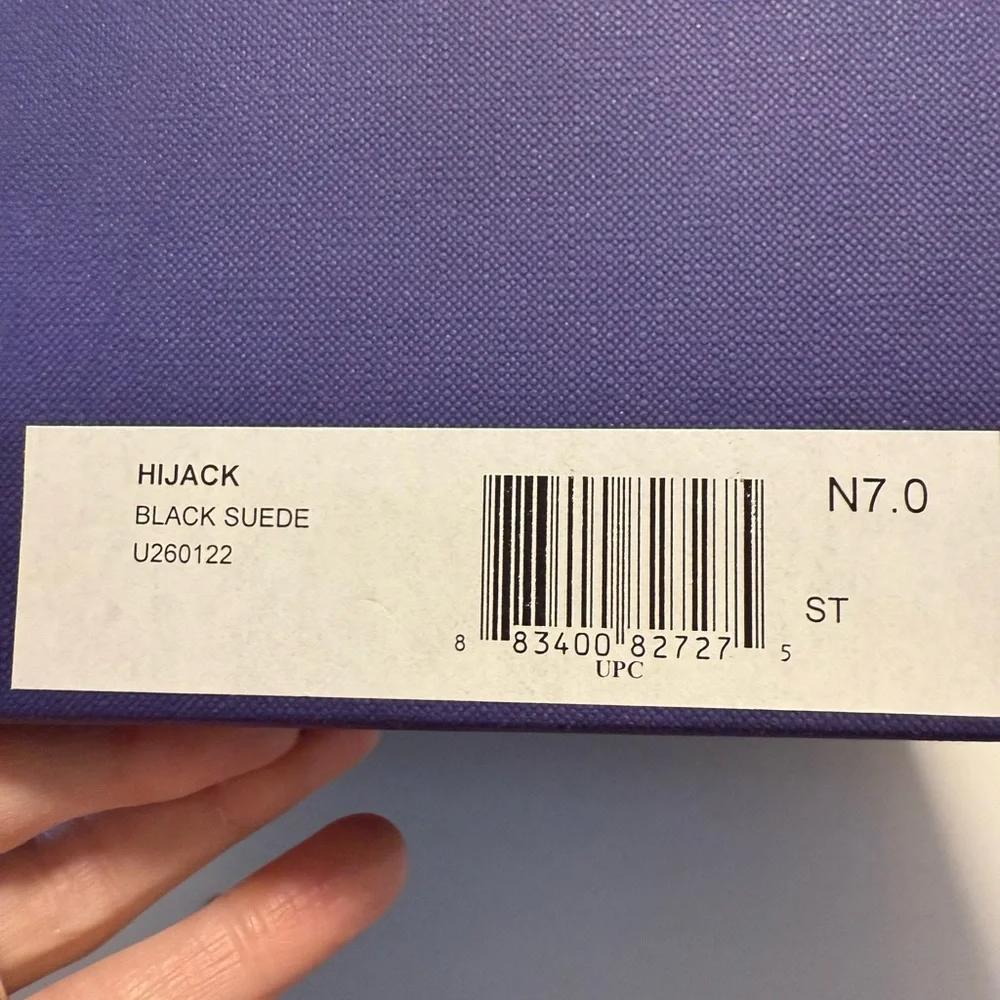 HIJACK
BLACK SUEDE
U260122
8 83400 82727 5
UPC
N7.0
ST